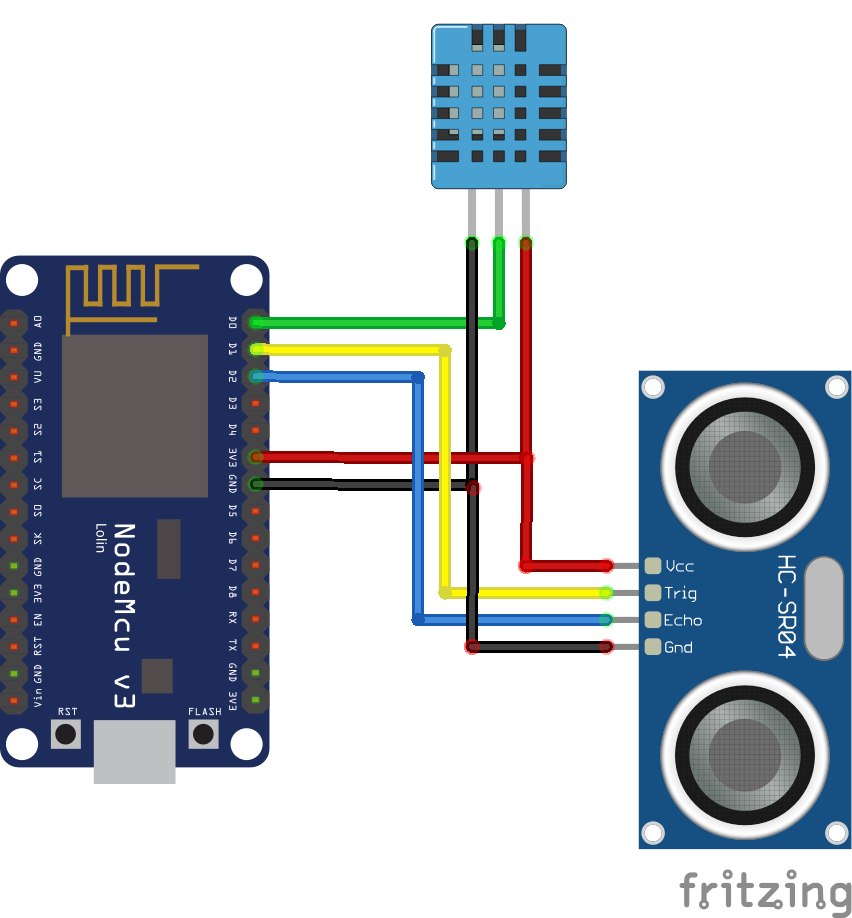 A0
GND
VU
S3
S2
S1
SC
SO
SK
GND
3V3
EN
RST
GND
Vin
D0
D1
D2
D3
D4
3V3
GND
D5
D6
D7
D8
RX
TX
GND
3V3
NodeMcu v3
Lolin
RST
FLASH
Vcc
Trig
Echo
Gnd
HC-SR04
fritzing